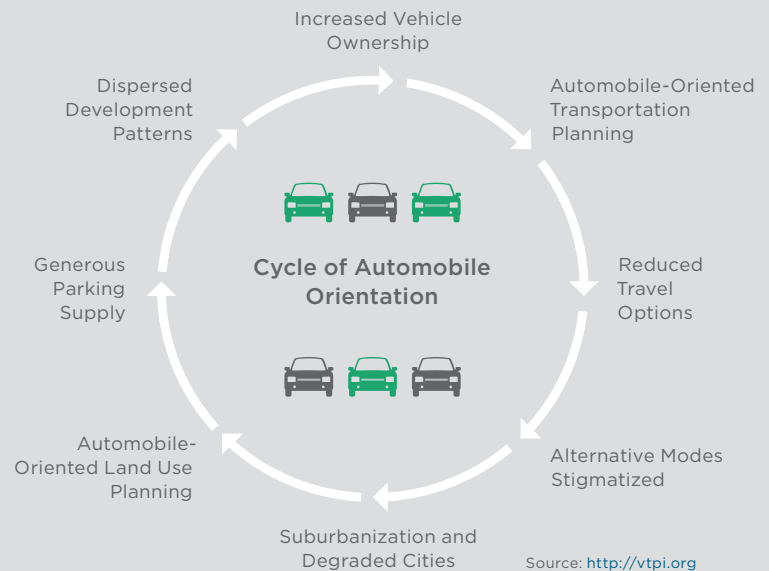 Increased Vehicle
Ownership
Automobile-Oriented
Transportation
Planning
Reduced
Travel
Options
Alternative Modes
Stigmatized
Suburbanization and
Degraded Cities
Automobile-
Oriented Land Use
Planning
Generous
Parking
Supply
Dispersed
Development
Patterns
Cycle of Automobile
Orientation
Source: http://vtpi.org